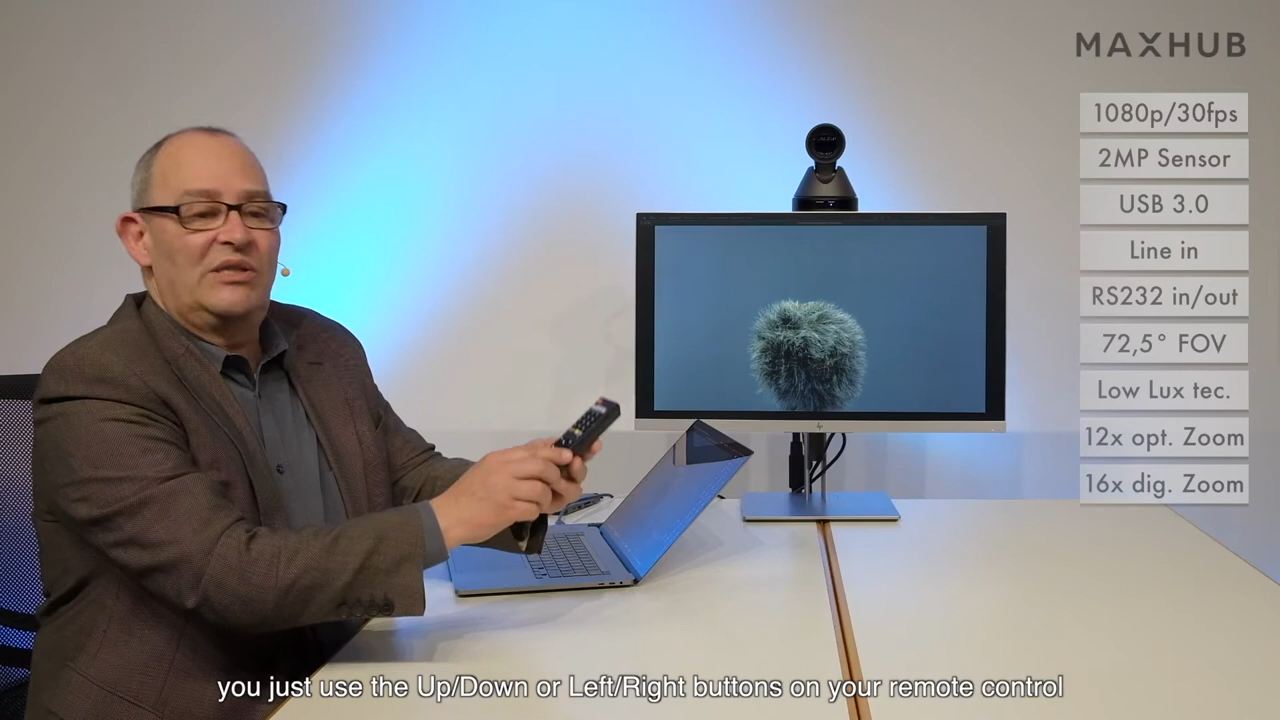 MAXHUB
1080p/30fps
2MP Sensor
USB 3.0
Line in
RS232 in/out
72,5° FOV
Low Lux tec.
12x opt. Zoom
16x dig. Zoom
hp
you just use the Up/Down or Left/Right buttons on your remote control